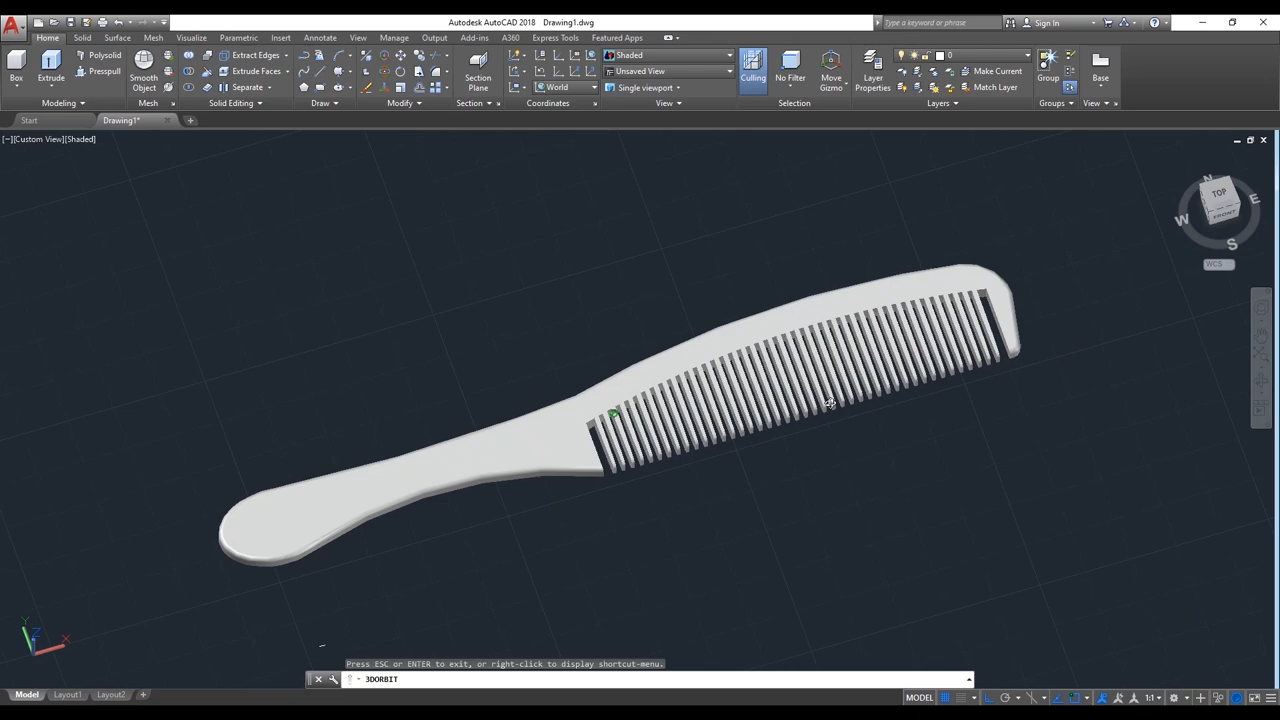 Autodesk AutoCAD 2018 Drawing1.dwg
Type a keyword or phrase
Sign In
Home Solid Surface Mesh Visualize Parametric Insert Annotate View Manage Output Add-ins A360 Express Tools Featured Apps
Box
Extrude
Polysolid
Presspull
Modeling
Smooth
Object
Mesh
Extract Edges
Extrude Faces
Separate
Solid Editing
Draw
Modify
Section
Plane
Section
World
Coordinates
Shaded
Unsaved View
Single viewport
View
Culling
No Filter
Move
Gizmo
Selection
Layer
Properties
0
Make Current
Match Layer
Layers
Group
Groups
Base
View
Start
Drawing1*
[−][Custom View][Shaded]
N
TOP
FRONT
W
E
S
WCS
Y
Z
X
Press ESC or ENTER to exit, or right-click to display shortcut-menu.
- 3DORBIT
Model Layout1 Layout2 +
MODEL
1:1